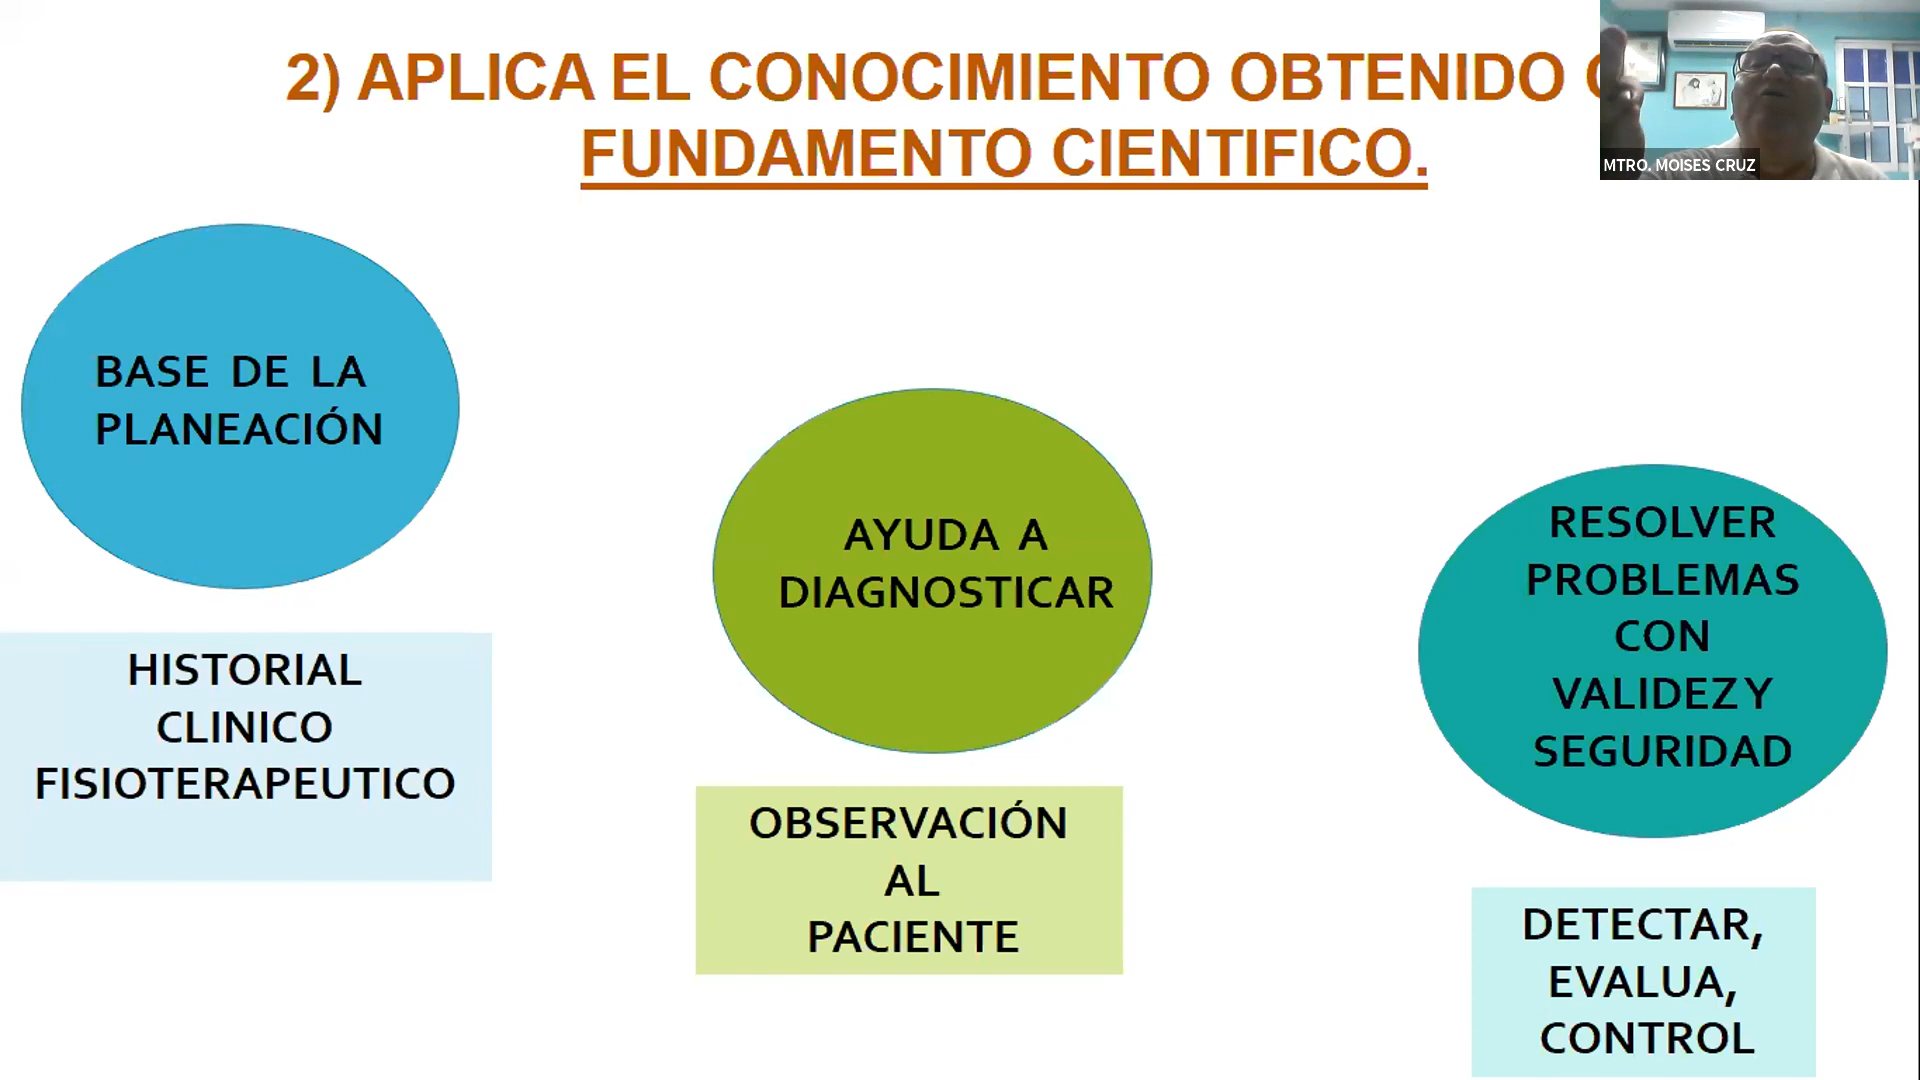 2) APLICA EL CONOCIMIENTO OBTENIDO
FUNDAMENTO CIENTIFICO.
MTRO. MOISES CRUZ
BASE DE LA
PLANEACIÓN
HISTORIAL
CLINICO
FISIOTERAPEUTICO
AYUDA A
DIAGNOSTICAR
OBSERVACIÓN
AL
PACIENTE
RESOLVER
PROBLEMAS
CON
VALIDEZ Y
SEGURIDAD
DETECTAR,
EVALUA,
CONTROL